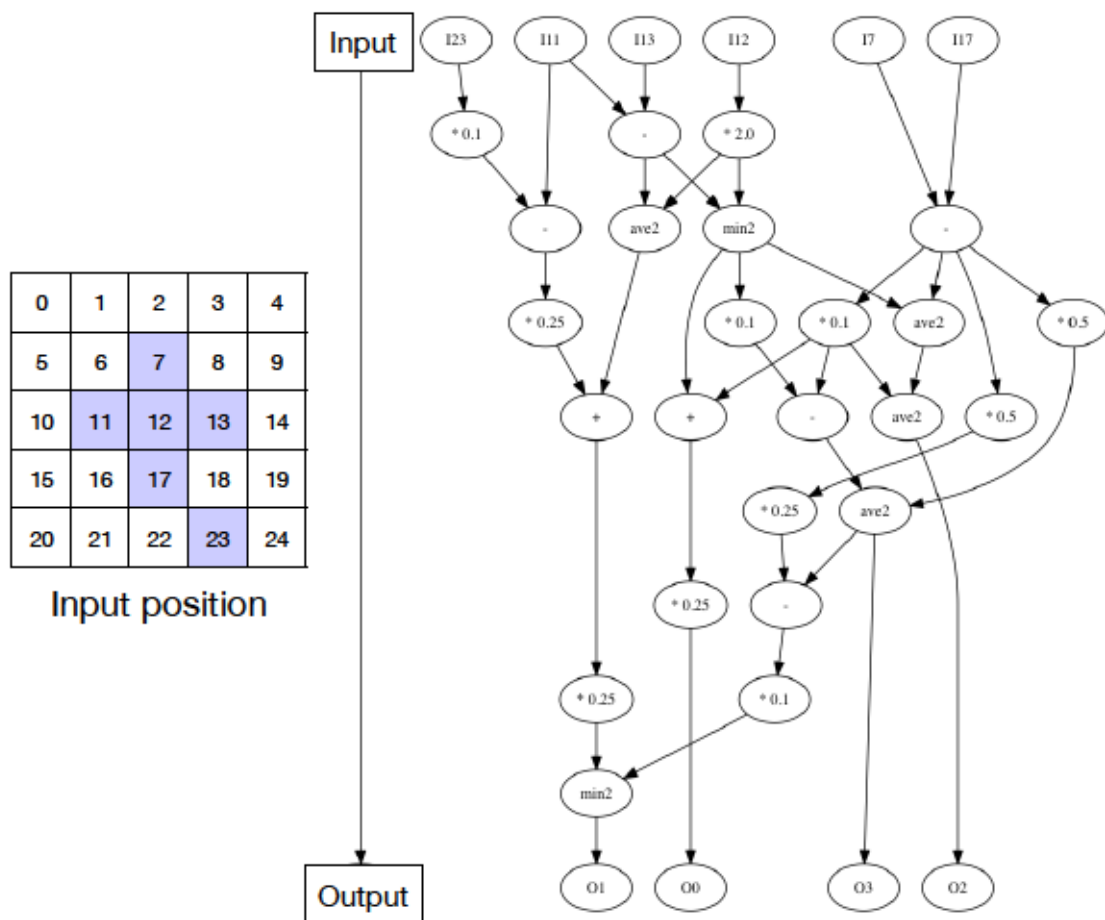 Input I23 I11 I13 I12 I7 I17
* 0.1 - * 2.0
- ave2 min2 -
0 1 2 3 4
* 0.25 * 0.1 * 0.1 ave2 * 0.5
5 6 7 8 9
10 11 12 13 14
+ + - ave2 * 0.5
15 16 17 18 19
* 0.25 ave2
20 21 22 23 24
Input position
* 0.25 -
* 0.25 * 0.1
min2
Output O1 O0 O3 O2